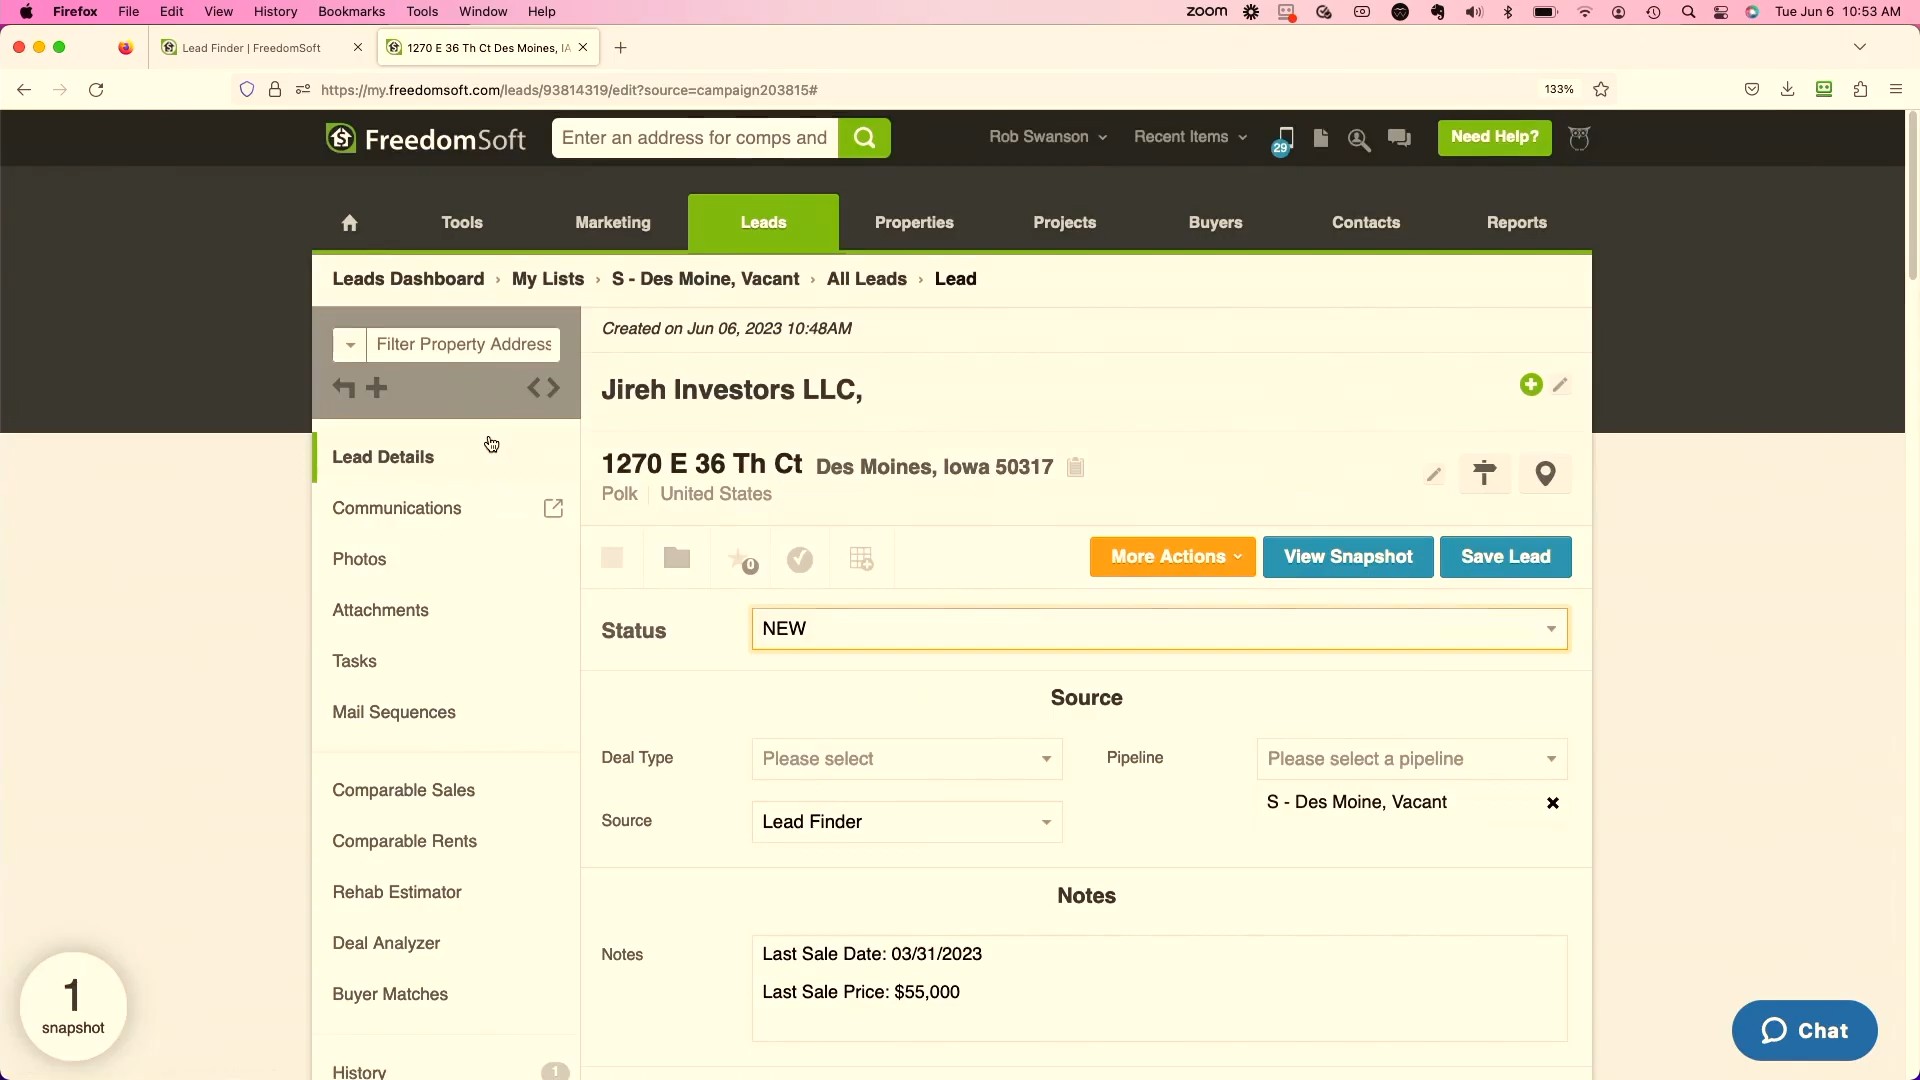 Firefox File Edit View History Bookmarks Tools Window Help zoom Tue Jun 6 10:53 AM
Lead Finder | FreedomSoft
1270 E 36 Th Ct Des Moines, IA
https://my.freedomsoft.com/leads/93814319/edit?source=campaign203815# 133%
FreedomSoft Enter an address for comps and Rob Swanson Recent Items 29 Need Help?
Tools Marketing Leads Properties Projects Buyers Contacts Reports
Leads Dashboard › My Lists › S - Des Moine, Vacant › All Leads › Lead
Filter Property Address
Created on Jun 06, 2023 10:48AM
Jireh Investors LLC,
1270 E 36 Th Ct Des Moines, Iowa 50317
Polk United States
0 More Actions View Snapshot Save Lead
Lead Details
Communications
Photos
Attachments
Tasks
Mail Sequences
Comparable Sales
Comparable Rents
Rehab Estimator
Deal Analyzer
Buyer Matches
History 1
Status NEW
Source
Deal Type Please select Pipeline Please select a pipeline
S - Des Moine, Vacant
Source Lead Finder
Notes
Notes Last Sale Date: 03/31/2023
Last Sale Price: $55,000
1
snapshot
Chat